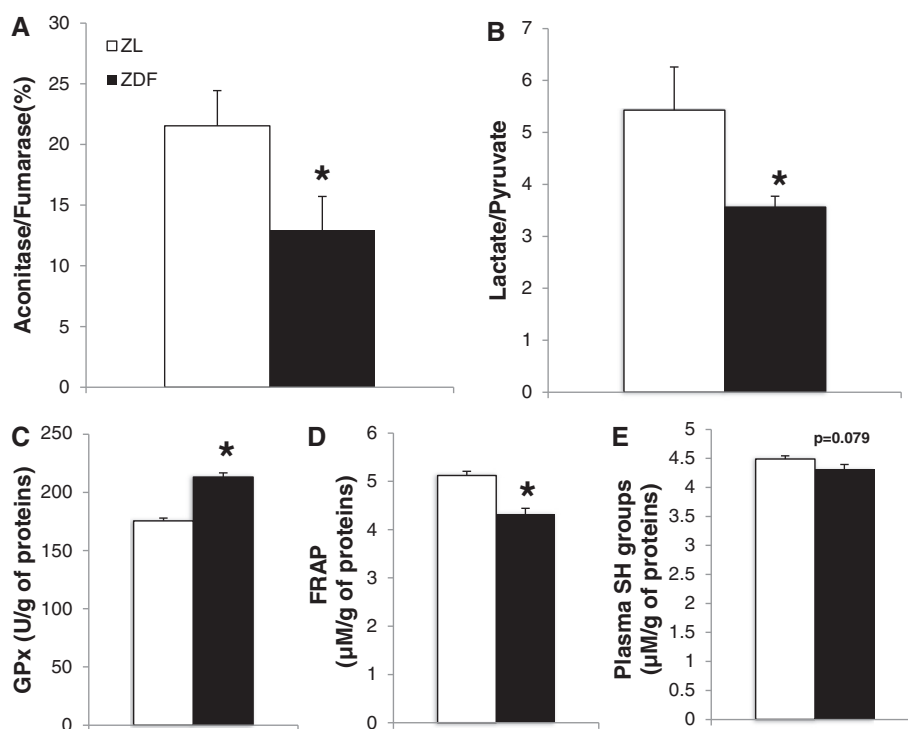 A
Aconitase/Fumarase(%)
30
25
20
15
10
5
0
ZL
ZDF
*
B
Lactate/Pyruvate
7
6
5
4
3
2
1
0
*
C
GPx (U/g of proteins)
250
200
150
100
50
0
*
D
FRAP
(µM/g of proteins)
6
5
4
3
2
1
0
*
E
Plasma SH groups
(µM/g of proteins)
5
4.5
4
3.5
3
2.5
2
1.5
1
0.5
0
p=0.079